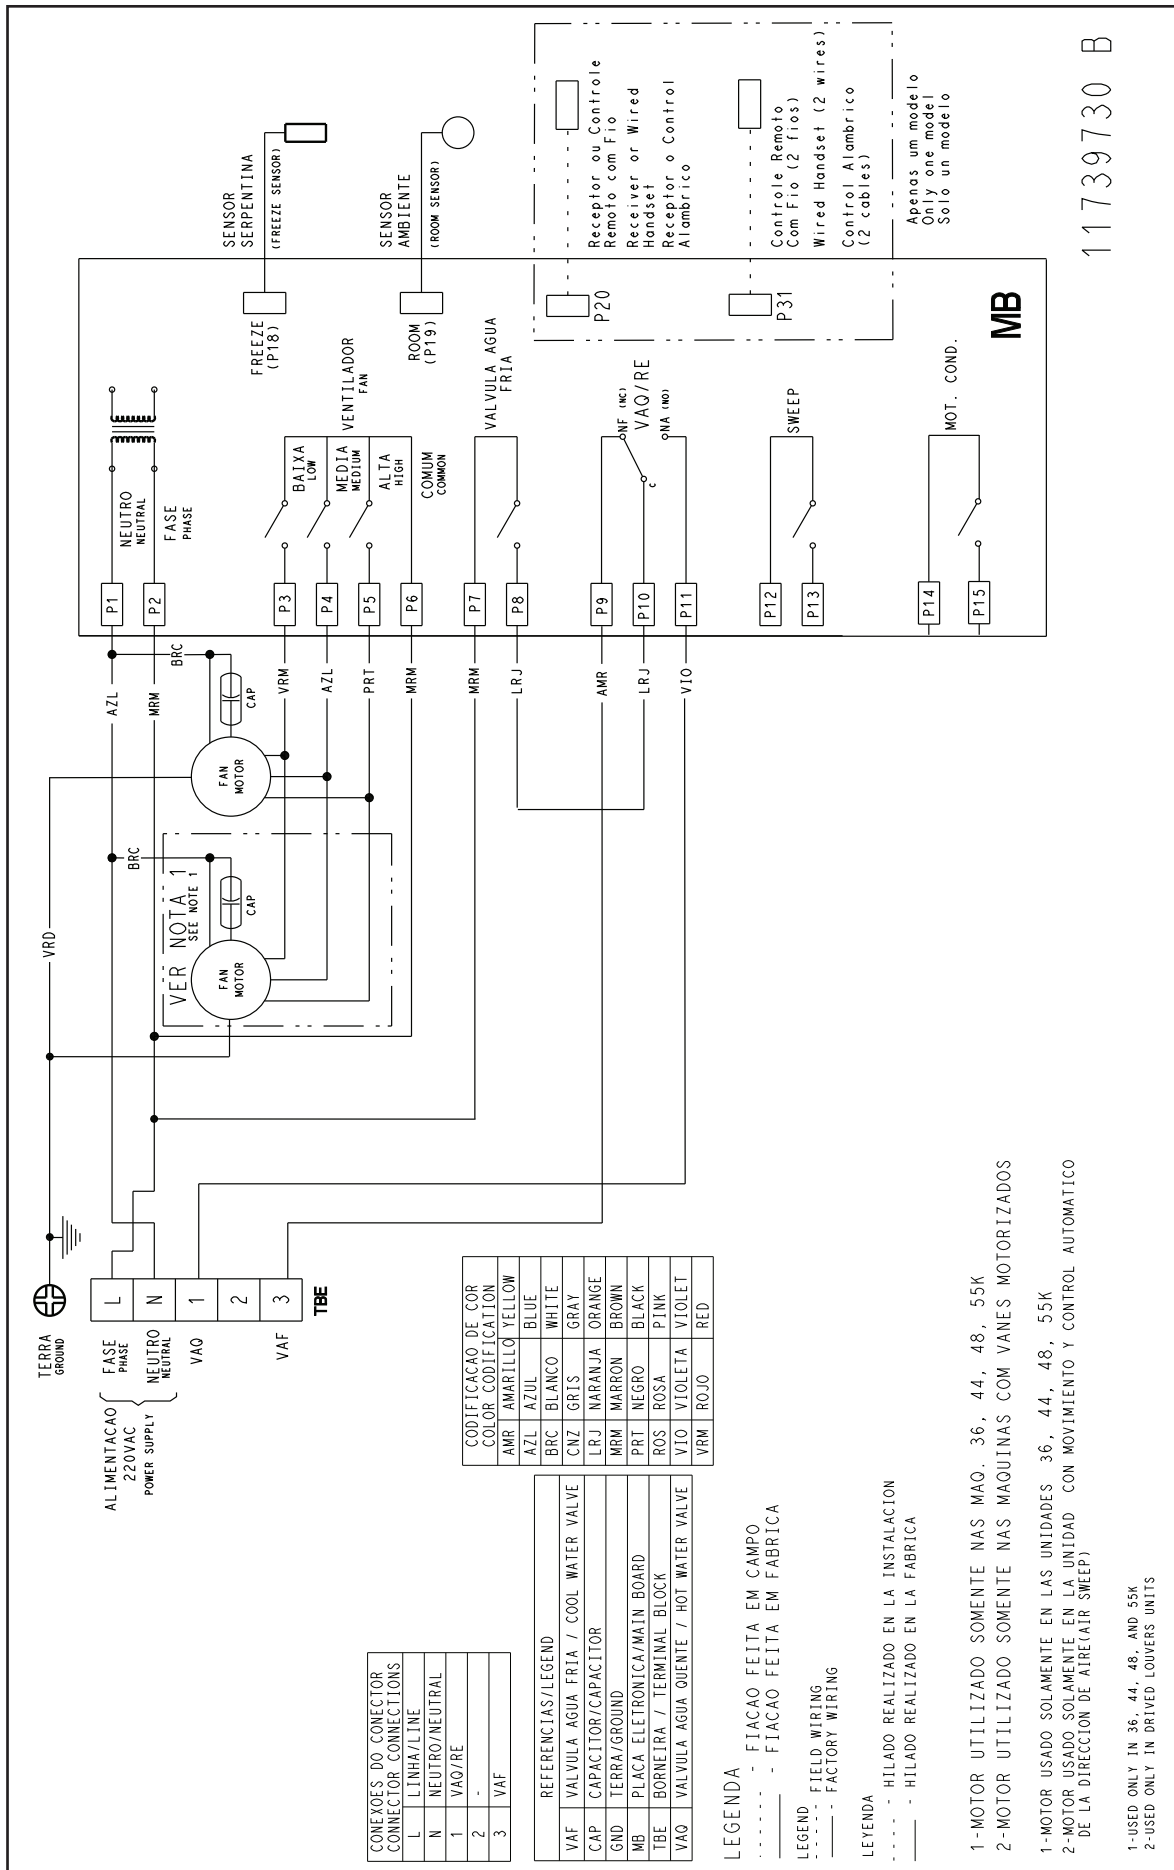 TERRA
GROUND
ALIMENTACAO
220VAC
POWER SUPPLY
FASE
PHASE
NEUTRO
NEUTRAL
VAQ
VAF
L
N
1
2
3
TBE
VRD
AZL
MRM
BRC
BRC
VER NOTA 1
SEE NOTE 1
FAN
MOTOR
CAP
FAN
MOTOR
CAP
VRM
AZL
PRT
MRM
MRM
LRJ
AMR
LRJ
VIO
P1
P2
P3
P4
P5
P6
P7
P8
P9
P10
P11
P12
P13
P14
P15
NEUTRO
NEUTRAL
FASE
PHASE
BAIXA
LOW
MEDIA
MEDIUM
ALTA
HIGH
COMUM
COMMON
VENTILADOR
FAN
VALVULA AGUA
FRIA
NF (NC)
VAQ/RE
NA (NO)
C
SWEEP
MOT. COND.
MB
FREEZE
(P18)
SENSOR
SERPENTINA
(FREEZE SENSOR)
ROOM
(P19)
SENSOR
AMBIENTE
(ROOM SENSOR)
P20
Receptor ou Controle
Remoto com Fio
Receiver or Wired
Handset
Receptor o Control
Alambrico
P31
Controle Remoto
Com Fio (2 fios)
Wired Handset (2 wires)
Control Alambrico
(2 cables)
Apenas um modelo
Only one model
Solo un modelo
11739730 B
CONEXOES DO CONECTOR
CONNECTOR CONNECTIONS
L LINHA/LINE
N NEUTRO/NEUTRAL
1 VAQ/RE
2 -
3 VAF
REFERENCIAS/LEGEND
VAF VALVULA AGUA FRIA / COOL WATER VALVE
CAP CAPACITOR/CAPACITOR
GND TERRA/GROUND
MB PLACA ELETRONICA/MAIN BOARD
TBE BORNEIRA / TERMINAL BLOCK
VAQ VALVULA AGUA QUENTE / HOT WATER VALVE
CODIFICACAO DE COR
COLOR CODIFICATION
AMR AMARILLO YELLOW
AZL AZUL BLUE
BRC BLANCO WHITE
CNZ GRIS GRAY
LRJ NARANJA ORANGE
MRM MARRON BROWN
PRT NEGRO BLACK
ROS ROSA PINK
VIO VIOLETA VIOLET
VRM ROJO RED
LEGENDA
- FIACAO FEITA EM CAMPO
- FIACAO FEITA EM FABRICA
LEGEND
- FIELD WIRING
- FACTORY WIRING
LEYENDA
- HILADO REALIZADO EN LA INSTALACION
- HILADO REALIZADO EN LA FABRICA
1-MOTOR UTILIZADO SOMENTE NAS MAQ. 36, 44, 48, 55K
2-MOTOR UTILIZADO SOMENTE NAS MAQUINAS COM VANES MOTORIZADOS
1-MOTOR USADO SOLAMENTE EN LAS UNIDADES 36, 44, 48, 55K
2-MOTOR USADO SOLAMENTE EN LA UNIDAD CON MOVIMIENTO Y CONTROL AUTOMATICO
DE LA DIRECCION DE AIRE(AIR SWEEP)
1-USED ONLY IN 36, 44, 48, AND 55K
2-USED ONLY IN DRIVED LOUVERS UNITS